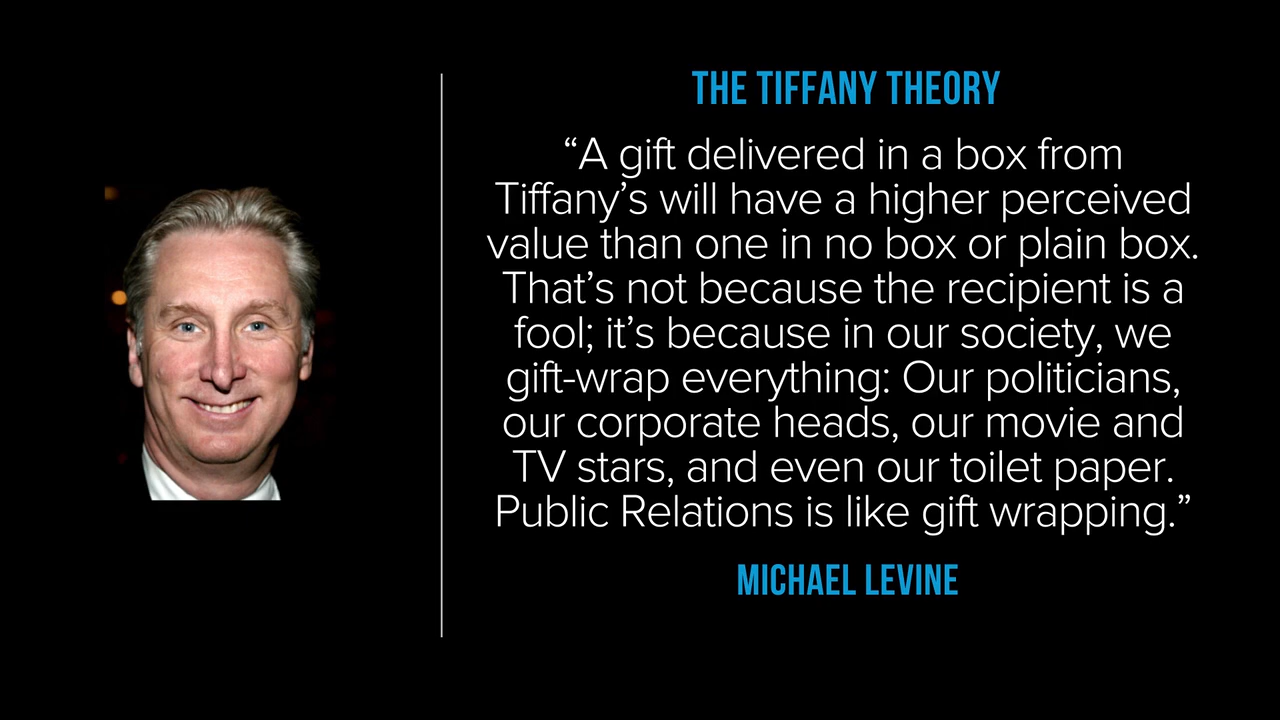 THE TIFFANY THEORY
“A gift delivered in a box from
Tiffany’s will have a higher perceived
value than one in no box or plain box.
That’s not because the recipient is a
fool; it’s because in our society, we
gift-wrap everything: Our politicians,
our corporate heads, our movie and
TV stars, and even our toilet paper.
Public Relations is like gift wrapping.”
MICHAEL LEVINE